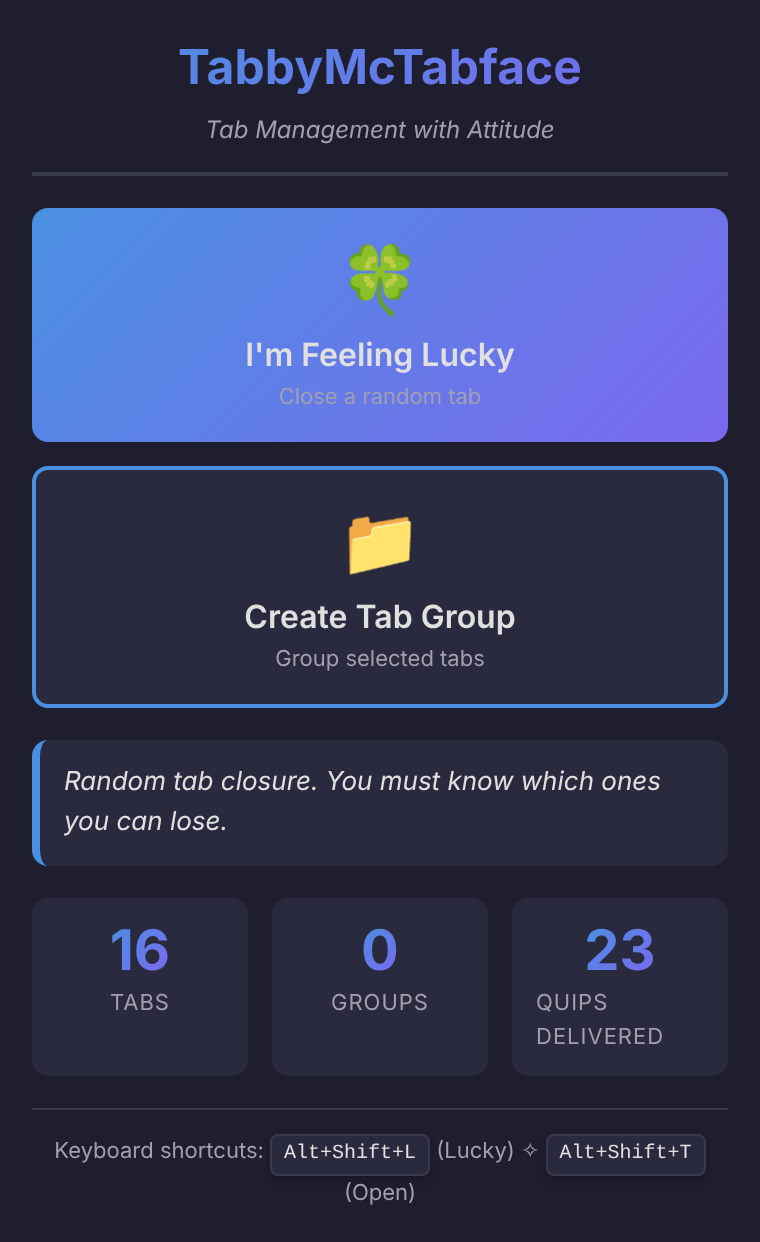 TabbyMcTabface
Tab Management with Attitude
I'm Feeling Lucky
Close a random tab
Create Tab Group
Group selected tabs
Random tab closure. You must know which ones
you can lose.
16
TABS
0
GROUPS
23
QUIPS
DELIVERED
Keyboard shortcuts: Alt+Shift+L (Lucky) ✧ Alt+Shift+T
(Open)